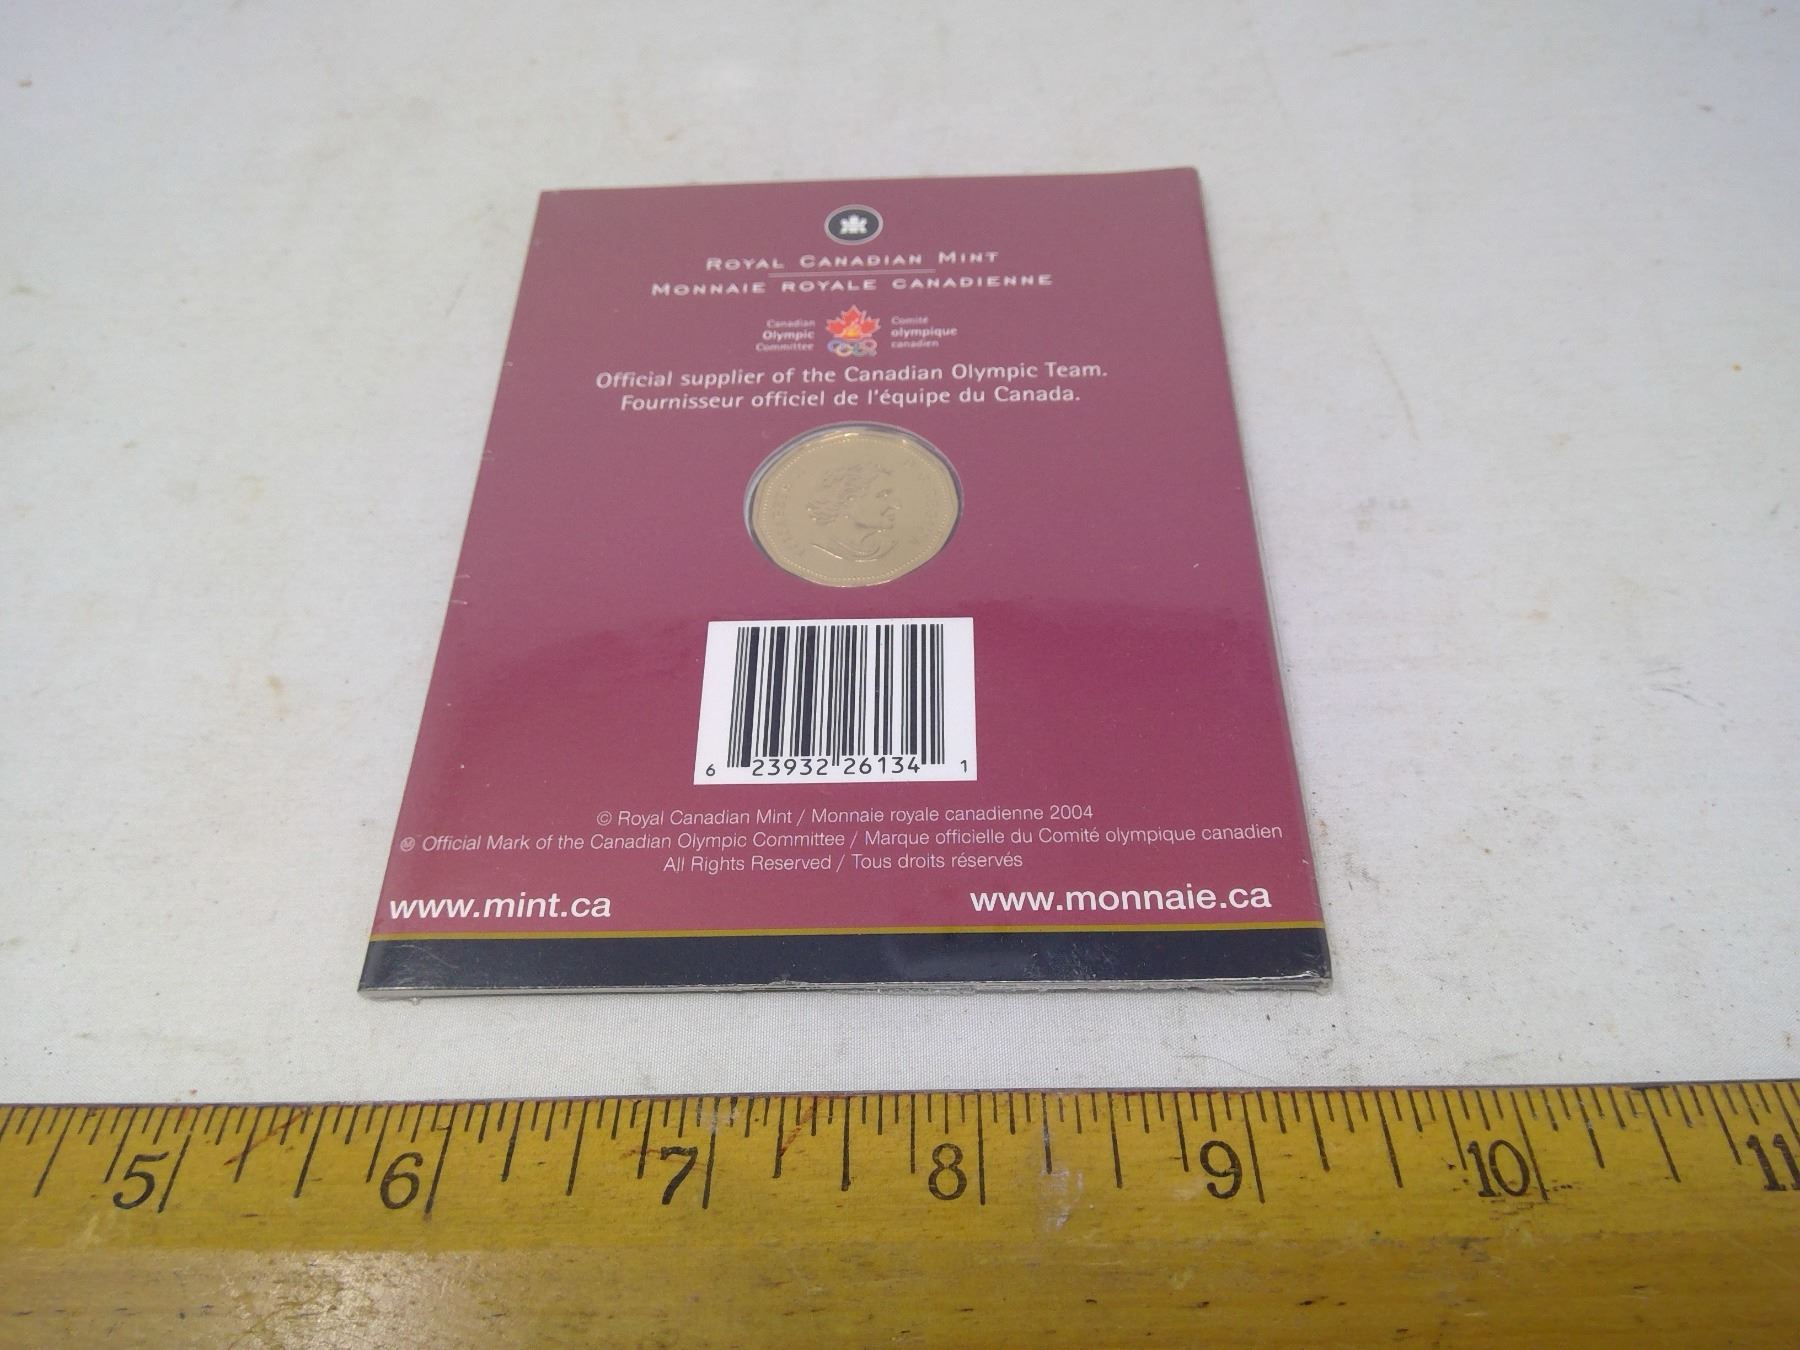 ROYAL CANADIAN MINT
MONNAIE ROYALE CANADIENNE
Canadian
Olympic
Committee
Comité
olympique
canadien
Official supplier of the Canadian Olympic Team.
Fournisseur officiel de l'équipe du Canada.
6 23932 26134 1
© Royal Canadian Mint / Monnaie royale canadienne 2004
Ⓜ Official Mark of the Canadian Olympic Committee / Marque officielle du Comité olympique canadien
All Rights Reserved / Tous droits réservés
www.mint.ca www.monnaie.ca
5 6 7 8 9 10 11